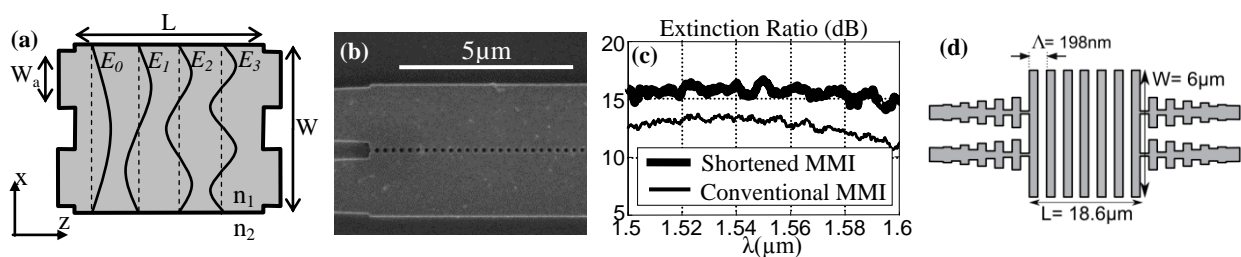 (a)
L
E0
E1
E2
E3
Wa
W
n1
n2
x
z
(b)
5μm
Extinction Ratio (dB)
(c)
20
15
10
5
Shortened MMI
Conventional MMI
1.5
1.52
1.54
1.56
1.58
1.6
λ(μm)
(d)
Λ= 198nm
W= 6μm
L= 18.6μm